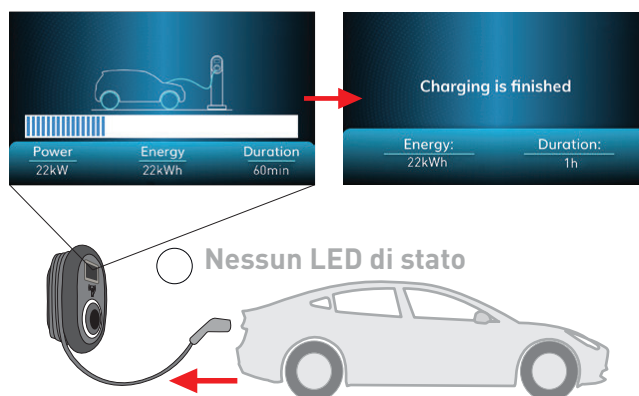 Power
22kW
Energy
22kWh
Duration
60min
Charging is finished
Energy:
22kWh
Duration:
1h
Nessun LED di stato